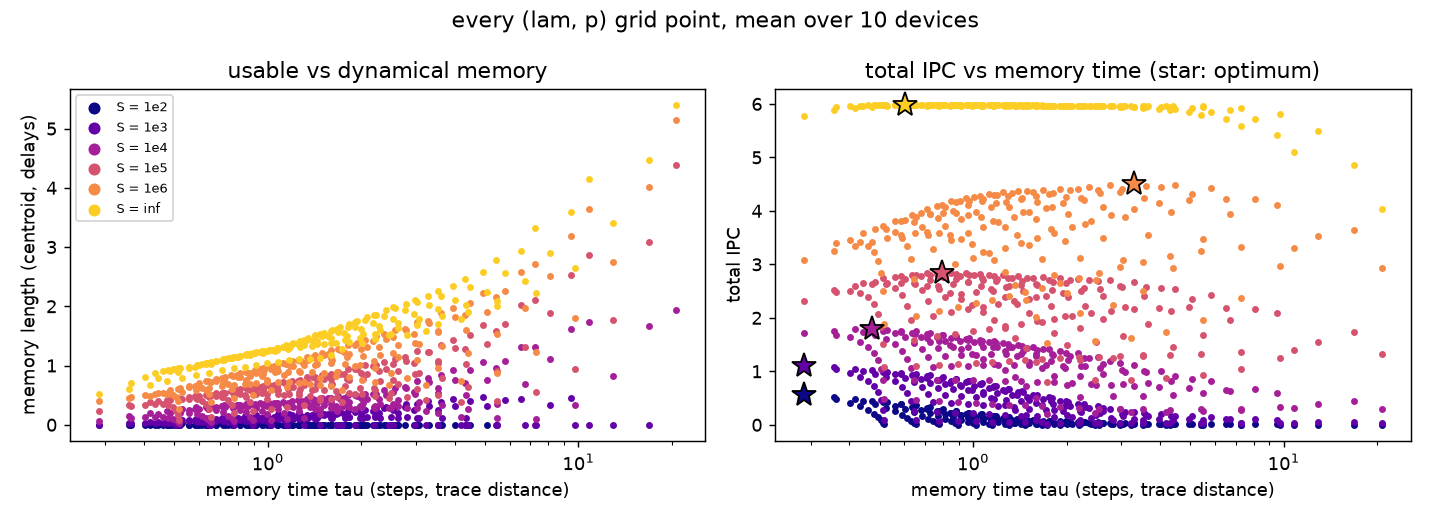 every (lam, p) grid point, mean over 10 devices
usable vs dynamical memory
memory length (centroid, delays)
5
4
3
2
1
0
S = 1e2
S = 1e3
S = 1e4
S = 1e5
S = 1e6
S = inf
10^0
10^1
memory time tau (steps, trace distance)
total IPC vs memory time (star: optimum)
total IPC
6
5
4
3
2
1
0
10^0
10^1
memory time tau (steps, trace distance)